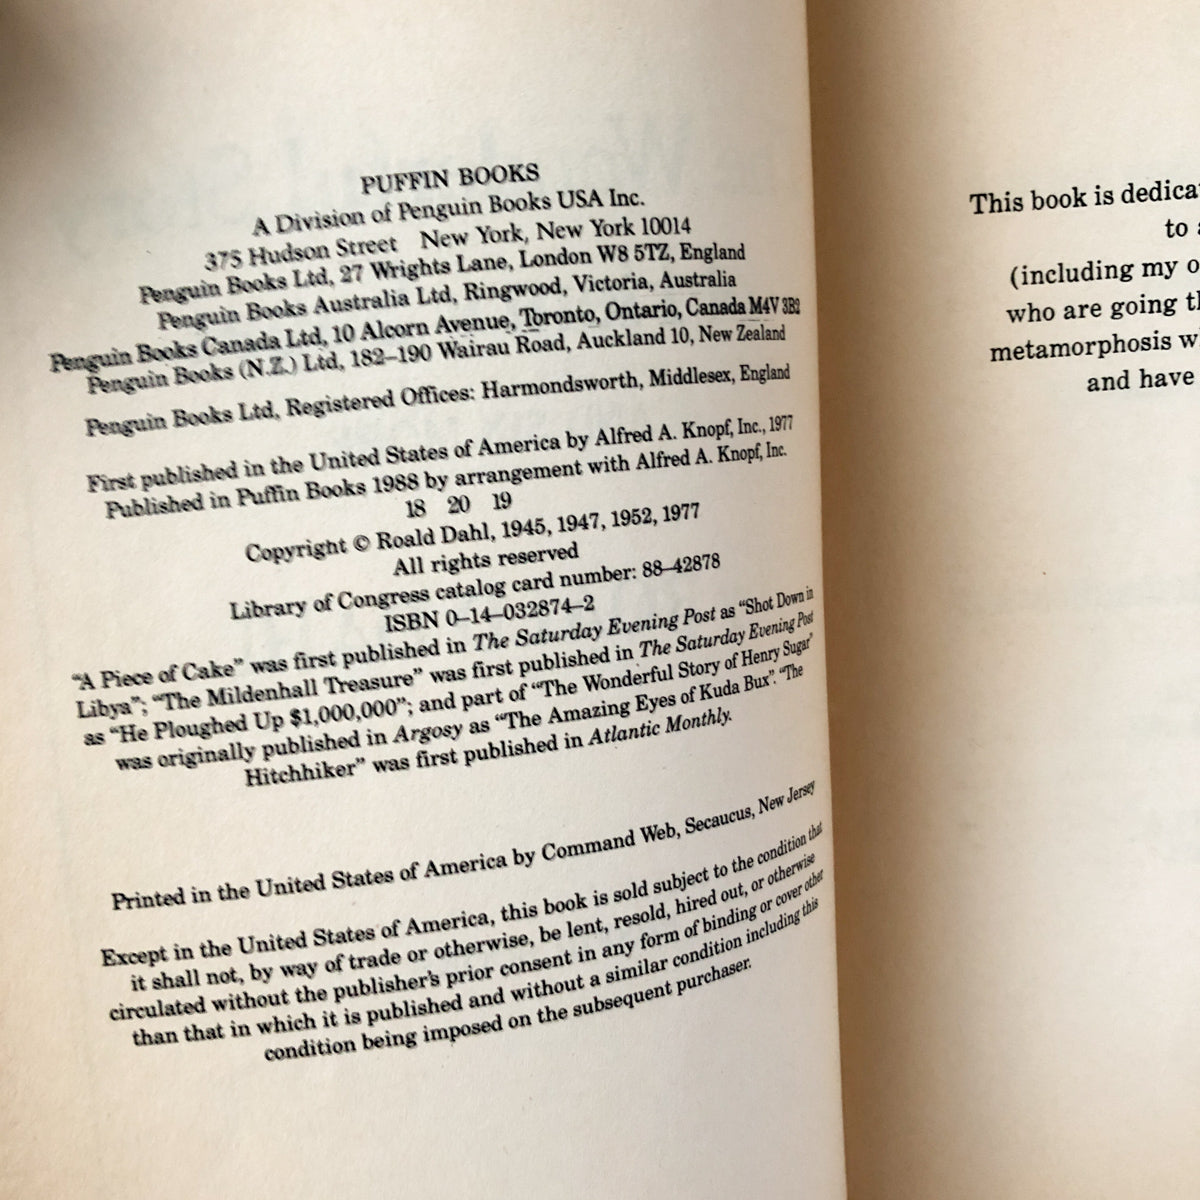 PUFFIN BOOKS
A Division of Penguin Books USA Inc.
375 Hudson Street New York, New York 10014
Penguin Books Ltd, 27 Wrights Lane, London W8 5TZ, England
Penguin Books Australia Ltd, Ringwood, Victoria, Australia
Penguin Books Canada Ltd, 10 Alcorn Avenue, Toronto, Ontario, Canada M4V 3B2
Penguin Books (N.Z.) Ltd, 182–190 Wairau Road, Auckland 10, New Zealand
Penguin Books Ltd, Registered Offices: Harmondsworth, Middlesex, England
First published in the United States of America by Alfred A. Knopf, Inc., 1977
Published in Puffin Books 1988 by arrangement with Alfred A. Knopf, Inc.
18 20 19
Copyright © Roald Dahl, 1945, 1947, 1952, 1977
All rights reserved
Library of Congress catalog card number: 88–42878
ISBN 0–14–032874–2
“A Piece of Cake” was first published in The Saturday Evening Post as “Shot Down in
Libya”; “The Mildenhall Treasure” was first published in The Saturday Evening Post
as “He Ploughed Up $1,000,000”; and part of “The Wonderful Story of Henry Sugar”
was originally published in Argosy as “The Amazing Eyes of Kuda Bux”. “The
Hitchhiker” was first published in Atlantic Monthly.
Printed in the United States of America by Command Web, Secaucus, New Jersey
Except in the United States of America, this book is sold subject to the condition that
it shall not, by way of trade or otherwise, be lent, resold, hired out, or otherwise
circulated without the publisher's prior consent in any form of binding or cover other
than that in which it is published and without a similar condition including this
condition being imposed on the subsequent purchaser.
This book is dedica
to
(including my o
who are going t
metamorphosis w
and have